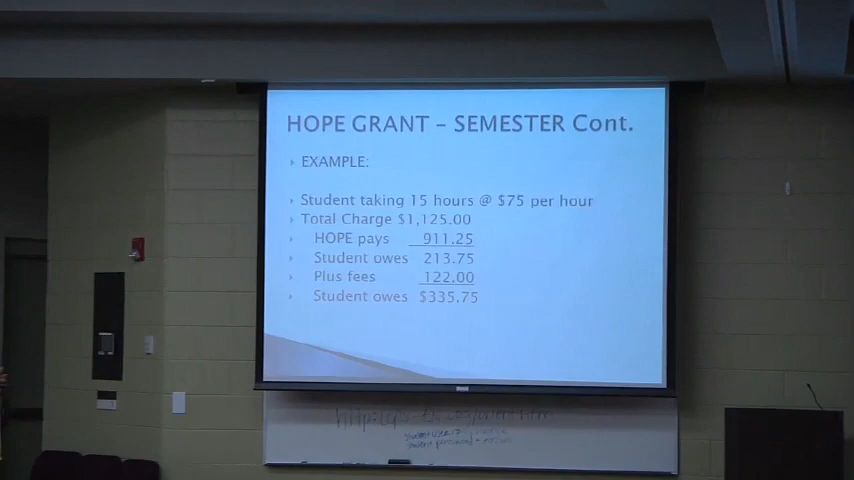 HOPE GRANT – SEMESTER Cont.
EXAMPLE:
Student taking 15 hours @ $75 per hour
Total Charge $1,125.00
HOPE pays 911.25
Student owes 213.75
Plus fees 122.00
Student owes $335.75